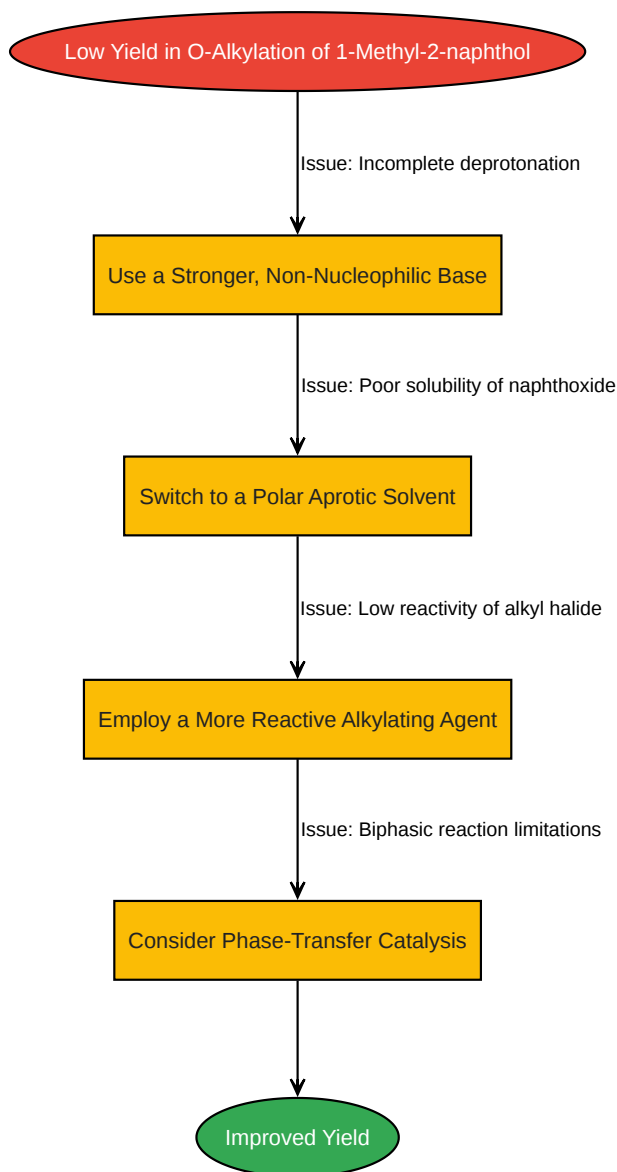 Low Yield in O-Alkylation of 1-Methyl-2-naphthol
Issue: Incomplete deprotonation
Use a Stronger, Non-Nucleophilic Base
Issue: Poor solubility of naphthoxide
Switch to a Polar Aprotic Solvent
Issue: Low reactivity of alkyl halide
Employ a More Reactive Alkylating Agent
Issue: Biphasic reaction limitations
Consider Phase-Transfer Catalysis
Improved Yield